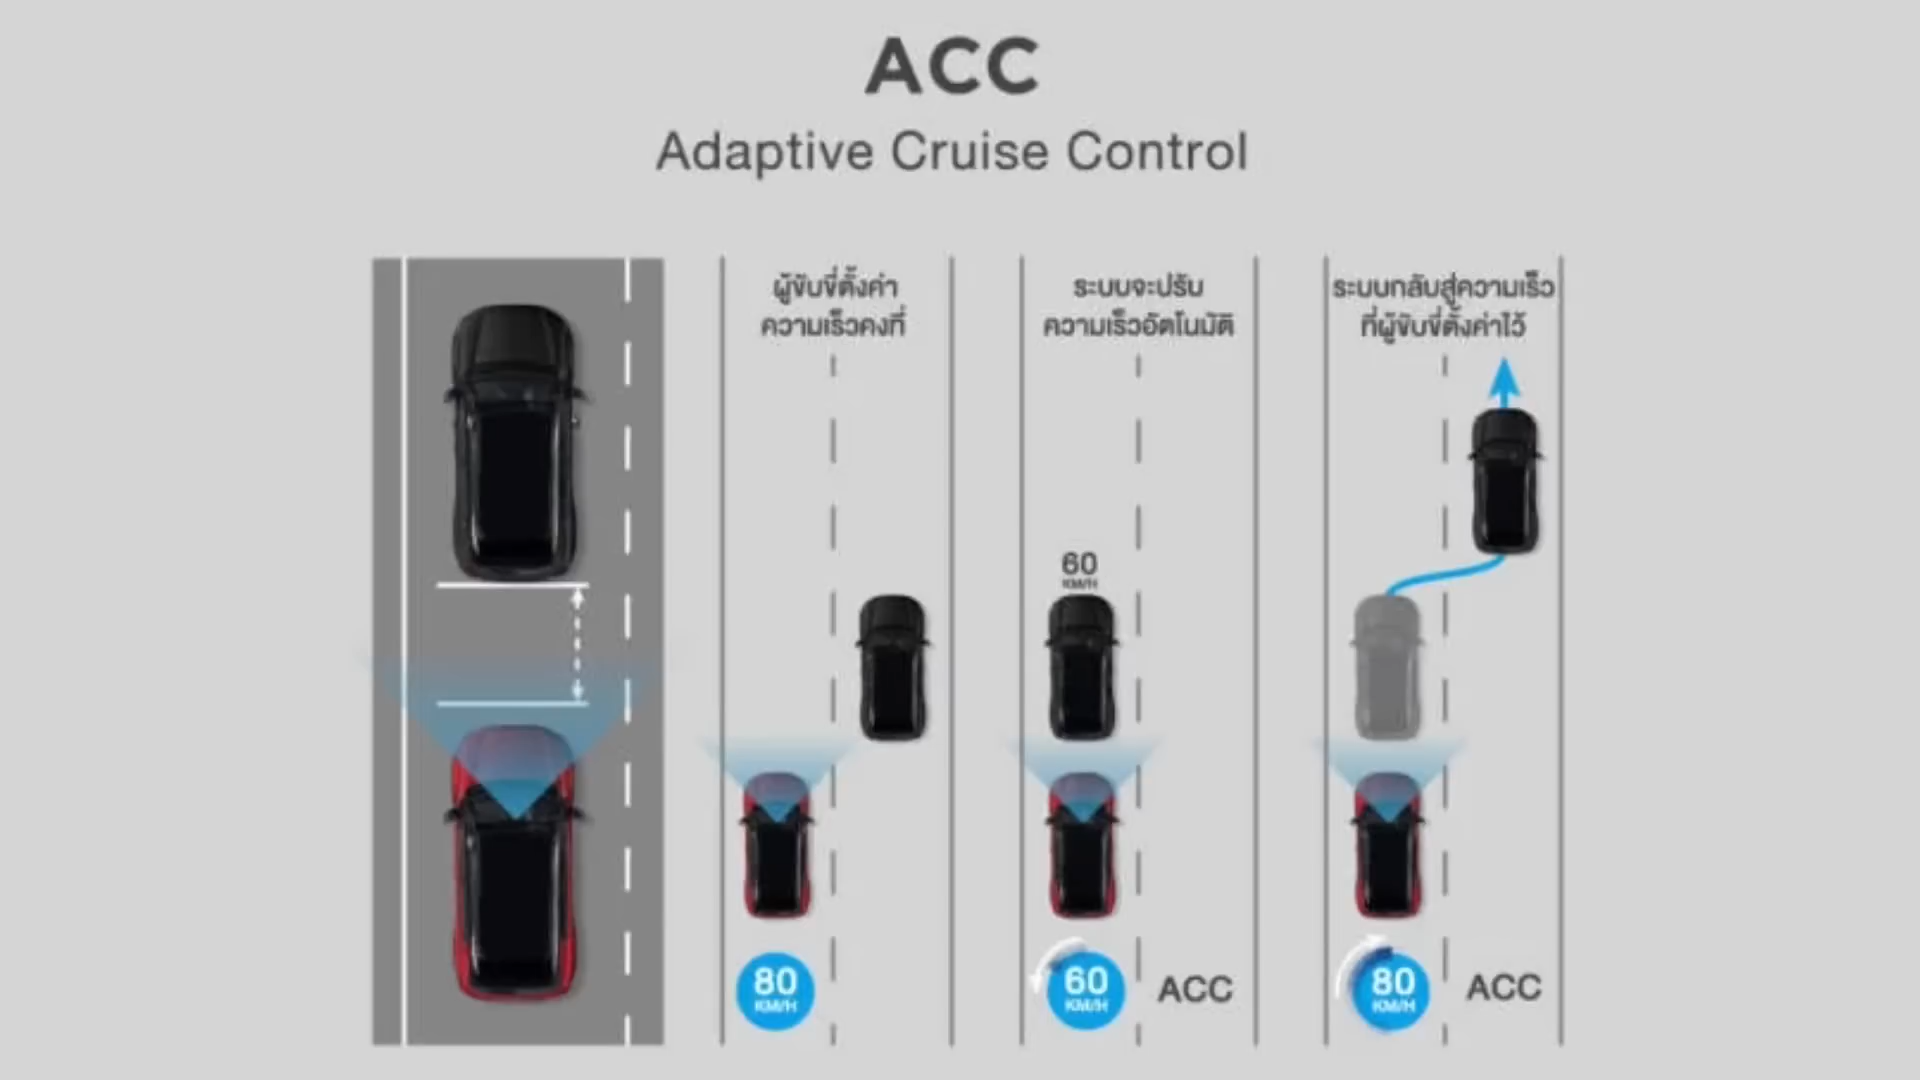 ACC
Adaptive Cruise Control
ผู้ขับขี่ตั้งค่า
ความเร็วคงที่
ระบบจะปรับ
ความเร็วอัตโนมัติ
ระบบกลับสู่ความเร็ว
ที่ผู้ขับขี่ตั้งค่าไว้
60
KM/H
80
KM/H
60
KM/H
ACC
80
KM/H
ACC